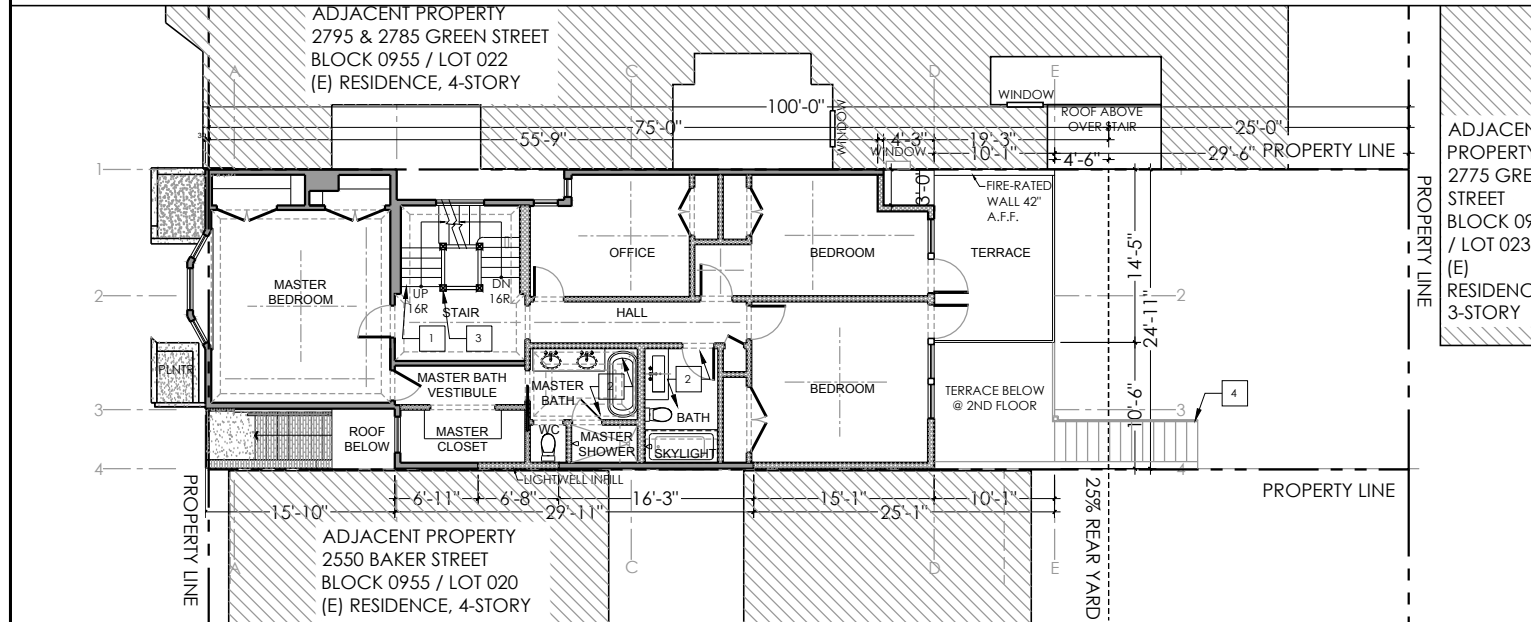 ADJACENT PROPERTY
2795 & 2785 GREEN STREET
BLOCK 0955 / LOT 022
(E) RESIDENCE, 4-STORY
A
C
D
E
100'-0"
75'-0"
25'-0"
55'-9"
4'-3"
19'-3"
10'-1"
4'-6"
29'-6"
WINDOW
WINDOW
WINDOW
ROOF ABOVE
OVER STAIR
PROPERTY LINE
ADJACEN
PROPERTY
2775 GREE
STREET
BLOCK 09
/ LOT 023
(E)
RESIDENC
3-STORY
PROPERTY LINE
1
1
2
2
3
3
4
4
3'-0"
FIRE-RATED
WALL 42"
A.F.F.
TERRACE
14'-5"
24'-11"
10'-6"
MASTER
BEDROOM
OFFICE
BEDROOM
UP
16R
DN
16R
STAIR
HALL
1
3
PLNTR
MASTER BATH
VESTIBULE
MASTER
BATH
2
2
BATH
BEDROOM
TERRACE BELOW
@ 2ND FLOOR
4
ROOF
BELOW
MASTER
CLOSET
WC
MASTER
SHOWER
SKYLIGHT
LIGHTWELL INFILL
PROPERTY LINE
6'-11"
6'-8"
16'-3"
15'-1"
10'-1"
15'-10"
29'-11"
25'-1"
PROPERTY LINE
25% REAR YARD
ADJACENT PROPERTY
2550 BAKER STREET
BLOCK 0955 / LOT 020
(E) RESIDENCE, 4-STORY
A
C
D
E